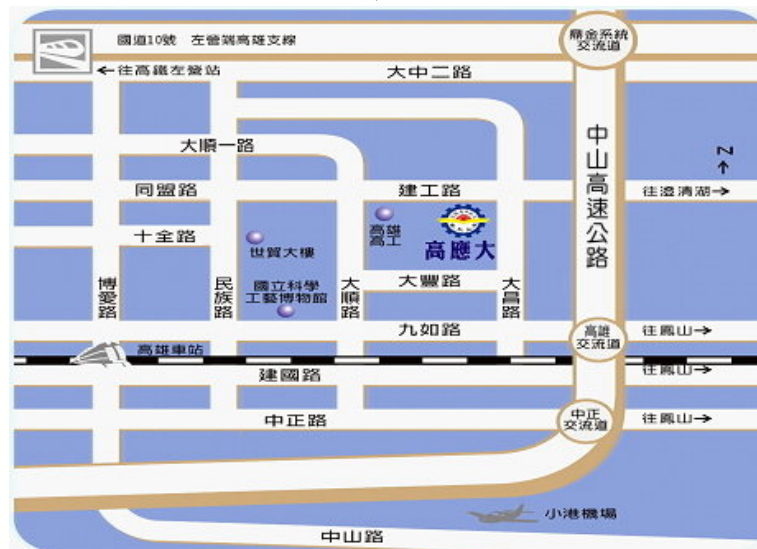 國道10號 左營端高雄支線
鼎金系統
交流道
←往高鐵左營站
大中二路
大順一路
中山高速公路
N
同盟路
建工路
往澄清湖→
十全路
高雄
高工
高應大
世貿大樓
博愛路
民族路
國立科學
工藝博物館
大順路
大豐路
大昌路
九如路
高雄
交流道
往鳳山→
高雄車站
建國路
往鳳山→
中正路
中正
交流道
往鳳山→
小港機場
中山路